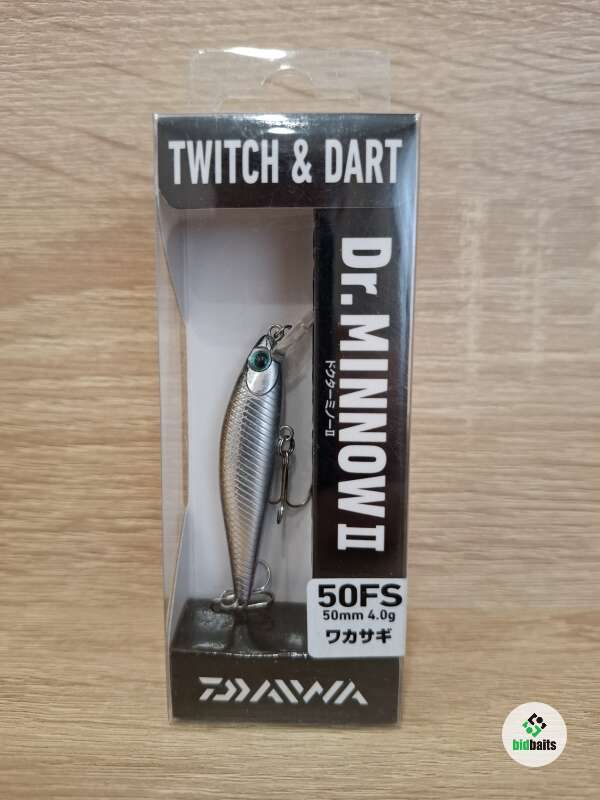 TWITCH & DART
Dr.MINNOW II
ドクターミノーII
50FS
50mm 4.0g
ワカサギ
DAIWA
bidbaits